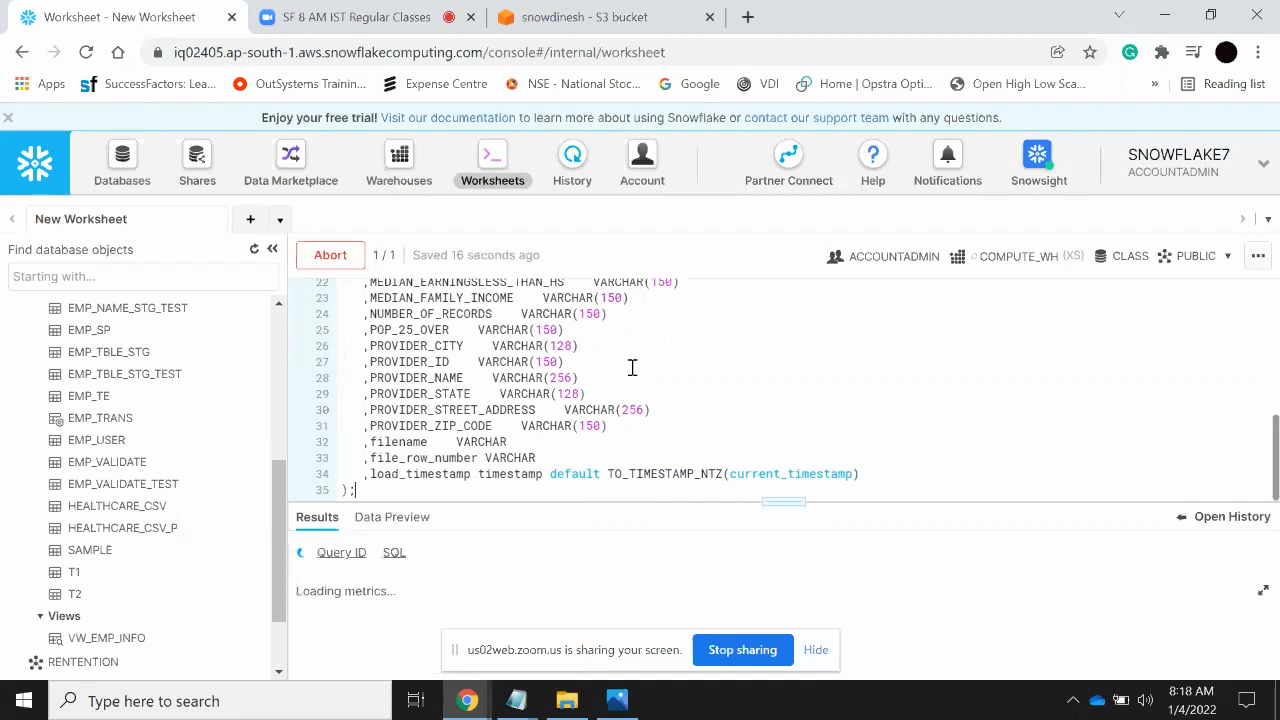 Worksheet - New Worksheet
SF 8 AM IST Regular Classes
snowdinesh - S3 bucket
iq02405.ap-south-1.aws.snowflakecomputing.com/console#/internal/worksheet
Apps
SuccessFactors: Lea...
OutSystems Trainin...
Expense Centre
NSE - National Stoc...
Google
VDI
Home | Opstra Opti...
Open High Low Sca...
»
Reading list
Enjoy your free trial! Visit our documentation to learn more about using Snowflake or contact our support team with any questions.
Databases
Shares
Data Marketplace
Warehouses
Worksheets
History
Account
Partner Connect
Help
Notifications
Snowsight
SNOWFLAKE7
ACCOUNTADMIN
New Worksheet
Find database objects
Starting with...
EMP_NAME_STG_TEST
EMP_SP
EMP_TBLE_STG
EMP_TBLE_STG_TEST
EMP_TE
EMP_TRANS
EMP_USER
EMP_VALIDATE
EMP_VALIDATE_TEST
HEALTHCARE_CSV
HEALTHCARE_CSV_P
SAMPLE
T1
T2
Views
VW_EMP_INFO
RENTENTION
Abort
1 / 1
Saved 16 seconds ago
ACCOUNTADMIN
COMPUTE_WH (XS)
CLASS
PUBLIC
22 ,MEDIAN_EARNINGSLESS_THAN_HS VARCHAR(150)
23 ,MEDIAN_FAMILY_INCOME VARCHAR(150)
24 ,NUMBER_OF_RECORDS VARCHAR(150)
25 ,POP_25_OVER VARCHAR(150)
26 ,PROVIDER_CITY VARCHAR(128)
27 ,PROVIDER_ID VARCHAR(150)
28 ,PROVIDER_NAME VARCHAR(256)
29 ,PROVIDER_STATE VARCHAR(128)
30 ,PROVIDER_STREET_ADDRESS VARCHAR(256)
31 ,PROVIDER_ZIP_CODE VARCHAR(150)
32 ,filename VARCHAR
33 ,file_row_number VARCHAR
34 ,load_timestamp timestamp default TO_TIMESTAMP_NTZ(current_timestamp)
35 );
Results
Data Preview
Open History
Query ID
SQL
Loading metrics...
us02web.zoom.us is sharing your screen.
Stop sharing
Hide
Type here to search
8:18 AM
1/4/2022